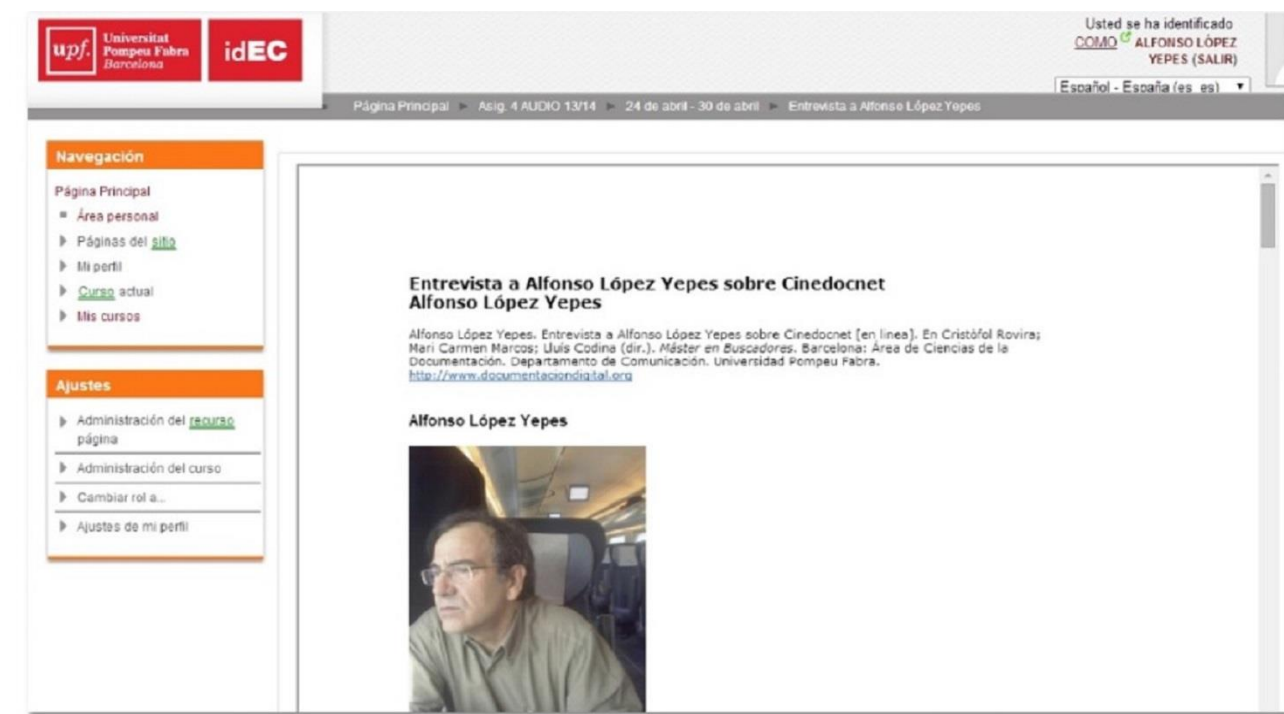 upf.
Universitat
Pompeu Fabra
Barcelona
idEC
Usted se ha identificado
COMO ALFONSO LÓPEZ
YEPES (SALIR)
Español - España (es_es)
Página Principal ► Asig. 4 AUDIO 13/14 ► 24 de abril - 30 de abril ► Entrevista a Alfonso López Yepes
Navegación
Página Principal
Área personal
Páginas del sitio
Mi perfil
Curso actual
Mis cursos
Ajustes
Administración del recurso
página
Administración del curso
Cambiar rol a...
Ajustes de mi perfil
Entrevista a Alfonso López Yepes sobre Cinedocnet
Alfonso López Yepes
Alfonso López Yepes. Entrevista a Alfonso López Yepes sobre Cinedocnet [en linea]. En Cristòfol Rovira;
Mari Carmen Marcos; Lluís Codina (dir.). Máster en Buscadores. Barcelona: Área de Ciencias de la
Documentación. Departamento de Comunicación. Universidad Pompeu Fabra.
http://www.documentaciondigital.org
Alfonso López Yepes